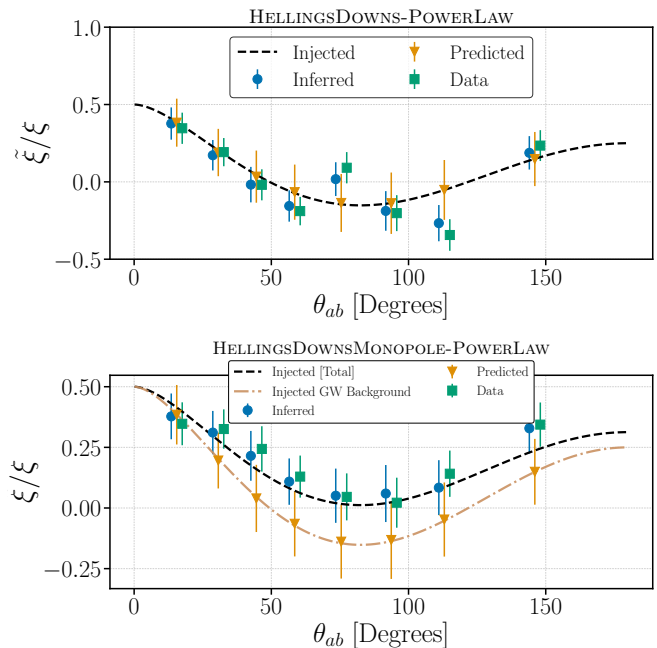 HELLINGSDOWNS-POWERLAW
1.0
0.5
0.0
−0.5
Injected
Inferred
Predicted
Data
ξ̃/ξ
0
50
100
150
θab [Degrees]
HELLINGSDOWNSMONOPOLE-POWERLAW
0.50
0.25
0.00
−0.25
Injected [Total]
Injected GW Background
Inferred
Predicted
Data
ξ̃/ξ
0
50
100
150
θab [Degrees]